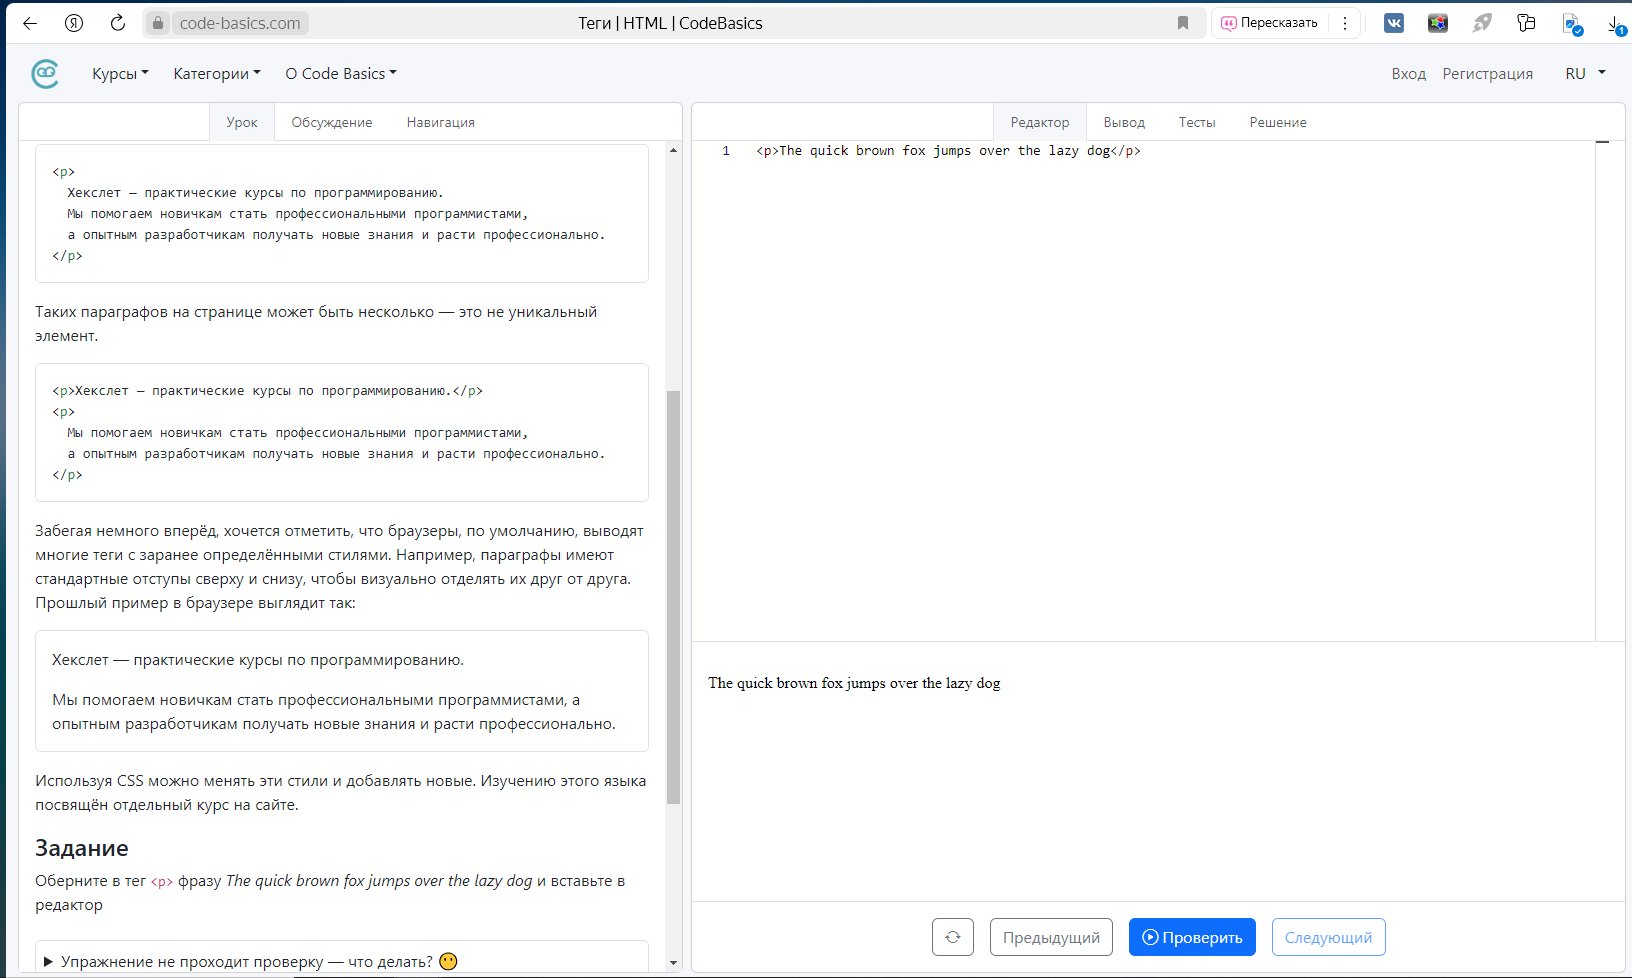 code-basics.com
Теги | HTML | CodeBasics
Пересказать
1
Курсы
Категории
О Code Basics
Вход
Регистрация
RU
Урок
Обсуждение
Навигация
<p>
Хекслет — практические курсы по программированию.
Мы помогаем новичкам стать профессиональными программистами,
а опытным разработчикам получать новые знания и расти профессионально.
</p>
Таких параграфов на странице может быть несколько — это не уникальный
элемент.
<p>Хекслет — практические курсы по программированию.</p>
<p>
Мы помогаем новичкам стать профессиональными программистами,
а опытным разработчикам получать новые знания и расти профессионально.
</p>
Забегая немного вперёд, хочется отметить, что браузеры, по умолчанию, выводят
многие теги с заранее определёнными стилями. Например, параграфы имеют
стандартные отступы сверху и снизу, чтобы визуально отделять их друг от друга.
Прошлый пример в браузере выглядит так:
Хекслет — практические курсы по программированию.
Мы помогаем новичкам стать профессиональными программистами, а
опытным разработчикам получать новые знания и расти профессионально.
Используя CSS можно менять эти стили и добавлять новые. Изучению этого языка
посвящён отдельный курс на сайте.
Задание
Оберните в тег <p> фразу The quick brown fox jumps over the lazy dog и вставьте в
редактор
Упражнение не проходит проверку — что делать? 😶
Редактор
Вывод
Тесты
Решение
1 <p>The quick brown fox jumps over the lazy dog</p>
The quick brown fox jumps over the lazy dog
Предыдущий
Проверить
Следующий